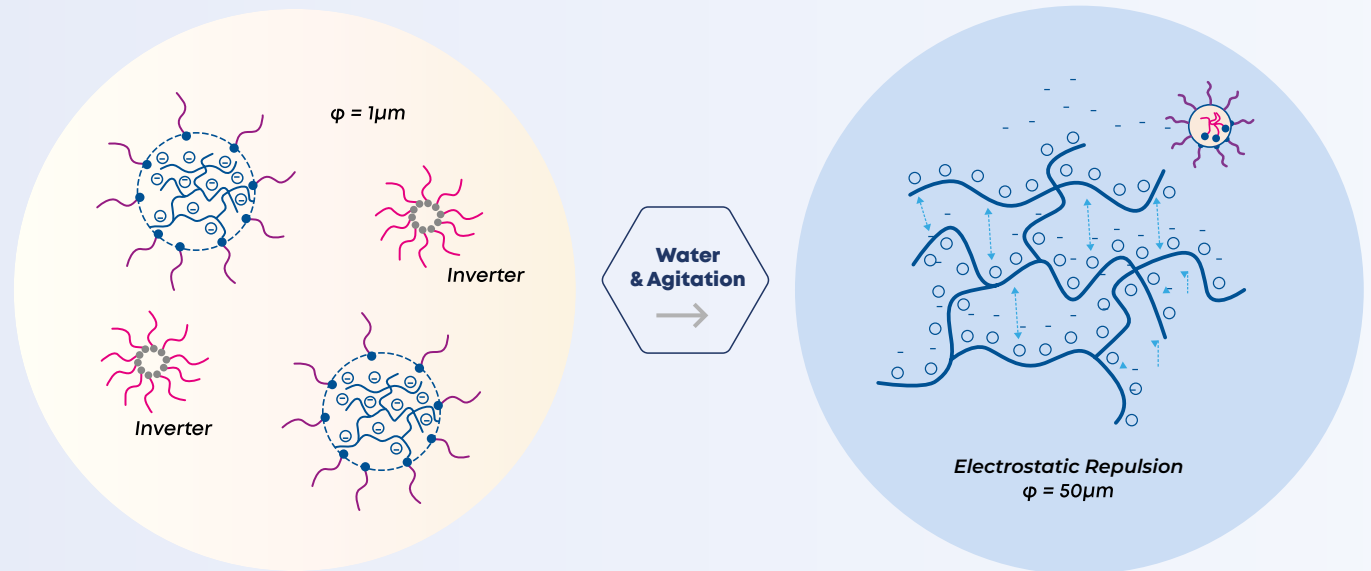 φ = 1µm
Inverter
Inverter
Water
& Agitation
Electrostatic Repulsion
φ = 50µm